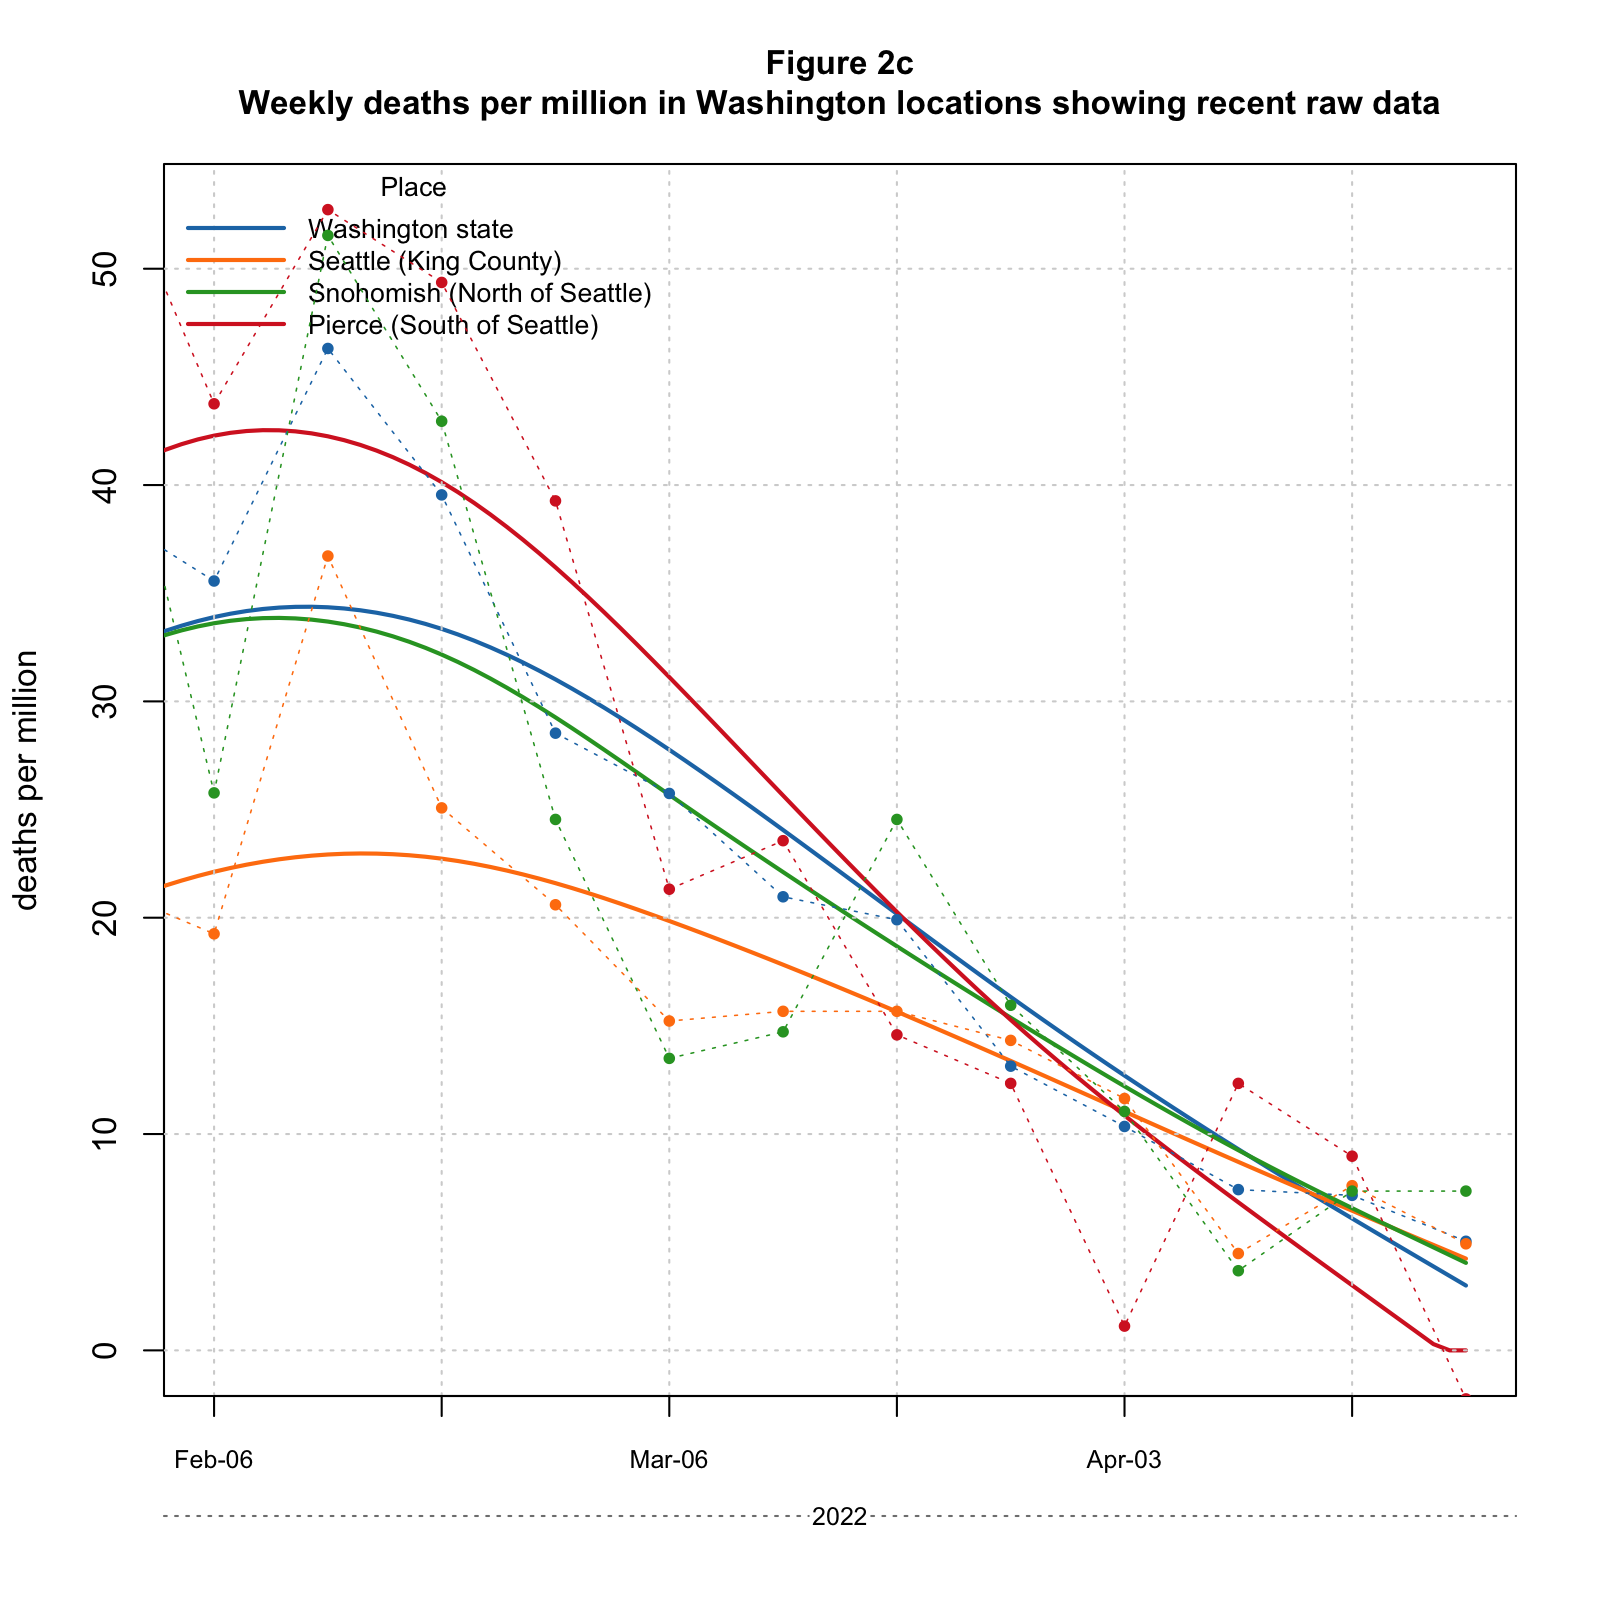 Figure 2c
Weekly deaths per million in Washington locations showing recent raw data
Place
Washington state
Seattle (King County)
Snohomish (North of Seattle)
Pierce (South of Seattle)
deaths per million
50
40
30
20
10
0
Feb-06
Mar-06
Apr-03
2022